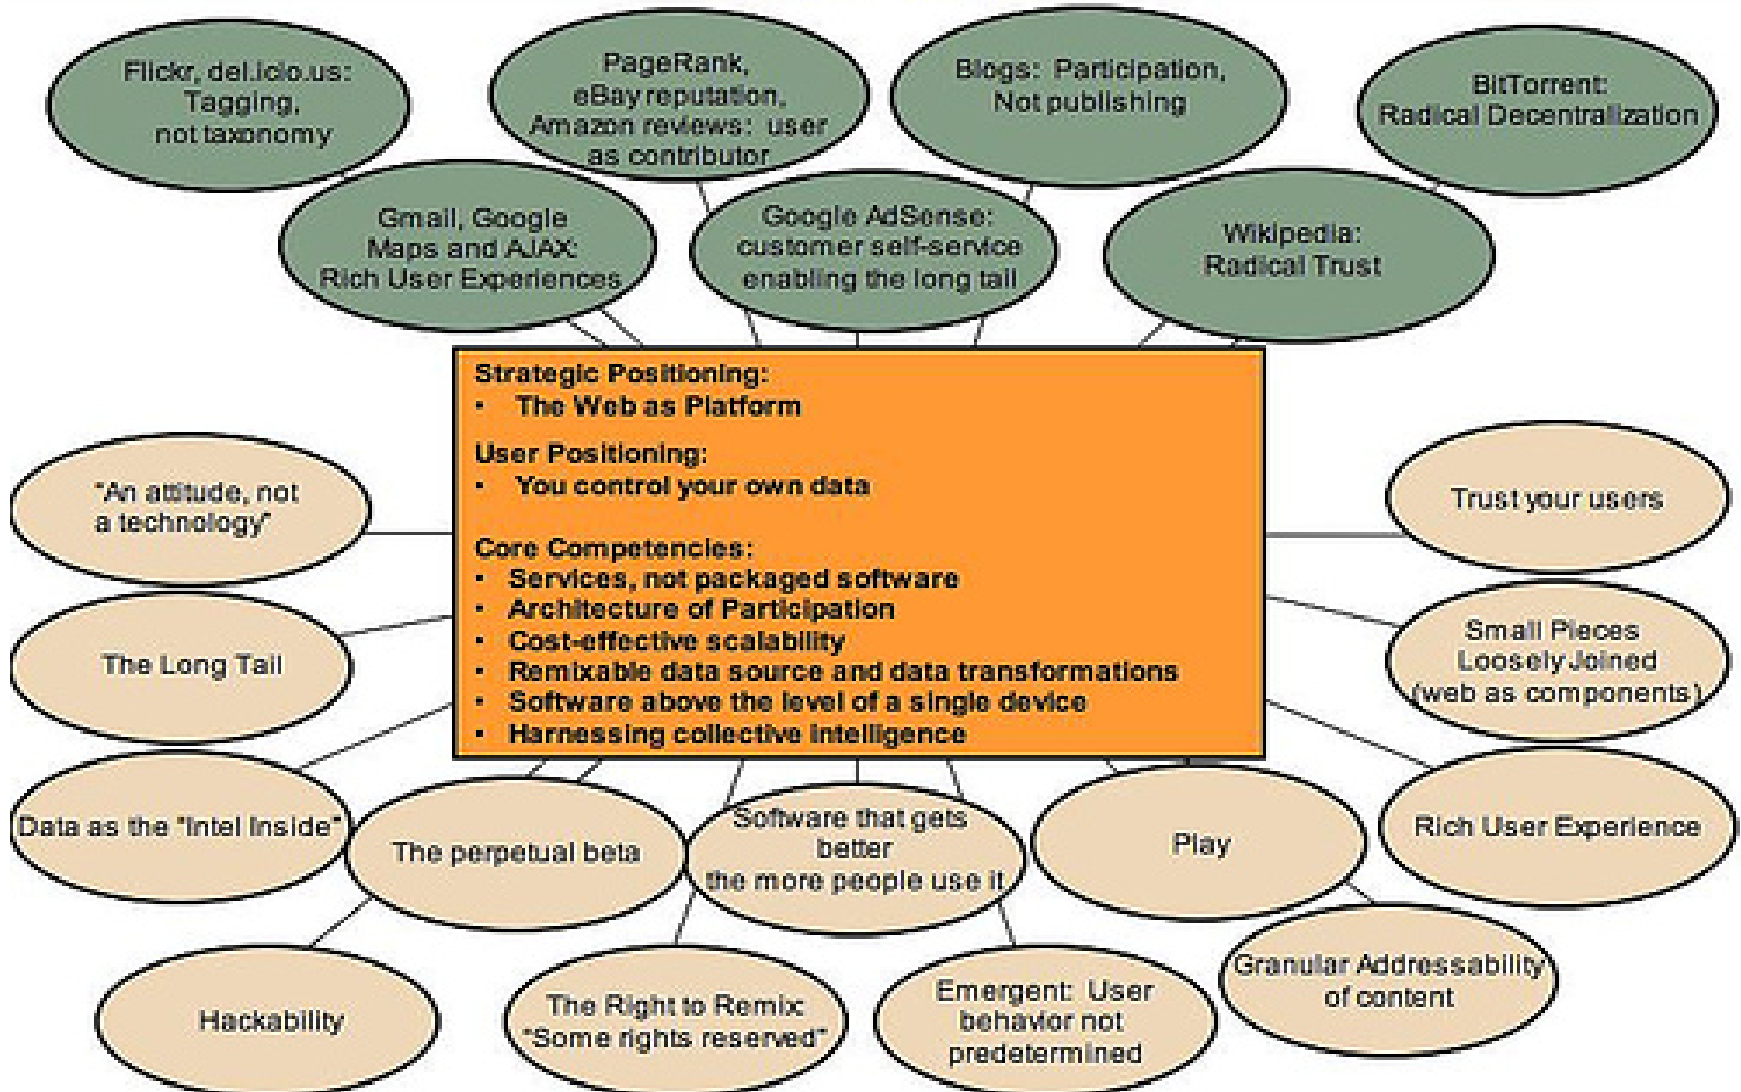 Flickr, del.icio.us:
Tagging,
not taxonomy
PageRank,
eBay reputation,
Amazon reviews: user
as contributor
Blogs: Participation,
Not publishing
BitTorrent:
Radical Decentralization
Gmail, Google
Maps and AJAX:
Rich User Experiences
Google AdSense:
customer self-service
enabling the long tail
Wikipedia:
Radical Trust
Strategic Positioning:
• The Web as Platform
User Positioning:
• You control your own data
Core Competencies:
• Services, not packaged software
• Architecture of Participation
• Cost-effective scalability
• Remixable data source and data transformations
• Software above the level of a single device
• Harnessing collective intelligence
"An attitude, not
a technology"
Trust your users
The Long Tail
Small Pieces
Loosely Joined
(web as components)
Data as the "Intel Inside"
The perpetual beta
Software that gets
better
the more people use it
Play
Rich User Experience
Hackability
The Right to Remix:
"Some rights reserved"
Emergent: User
behavior not
predetermined
Granular Addressability
of content